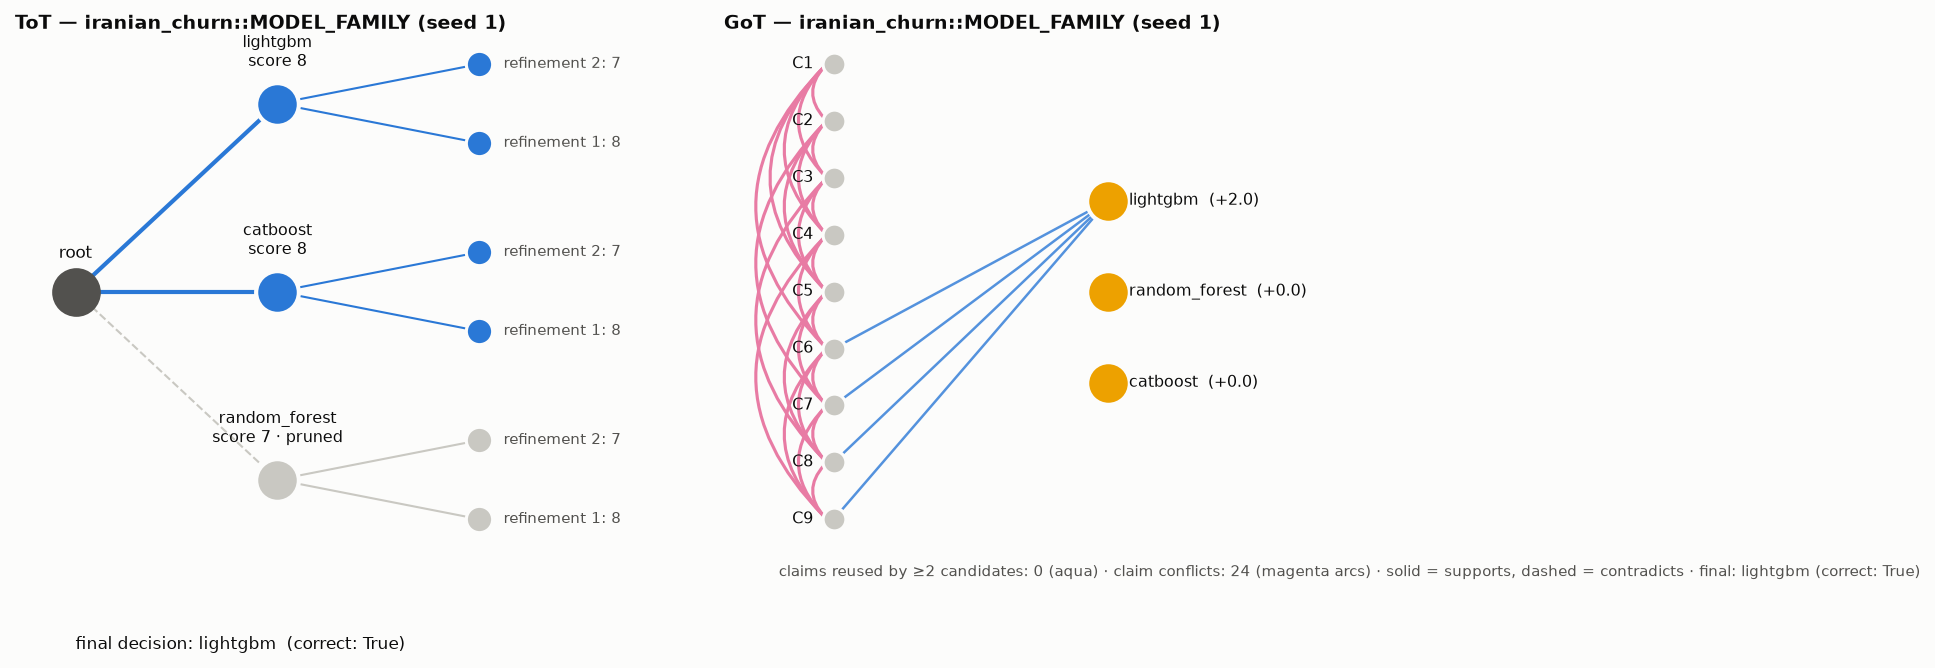 ToT — iranian_churn::MODEL_FAMILY (seed 1)
lightgbm
score 8
refinement 2: 7
refinement 1: 8
catboost
score 8
root
refinement 2: 7
refinement 1: 8
random_forest
score 7 · pruned
refinement 2: 7
refinement 1: 8
final decision: lightgbm  (correct: True)
GoT — iranian_churn::MODEL_FAMILY (seed 1)
C1
C2
C3
C4
C5
C6
C7
C8
C9
lightgbm  (+2.0)
random_forest  (+0.0)
catboost  (+0.0)
claims reused by ≥2 candidates: 0 (aqua) · claim conflicts: 24 (magenta arcs) · solid = supports, dashed = contradicts · final: lightgbm (correct: True)